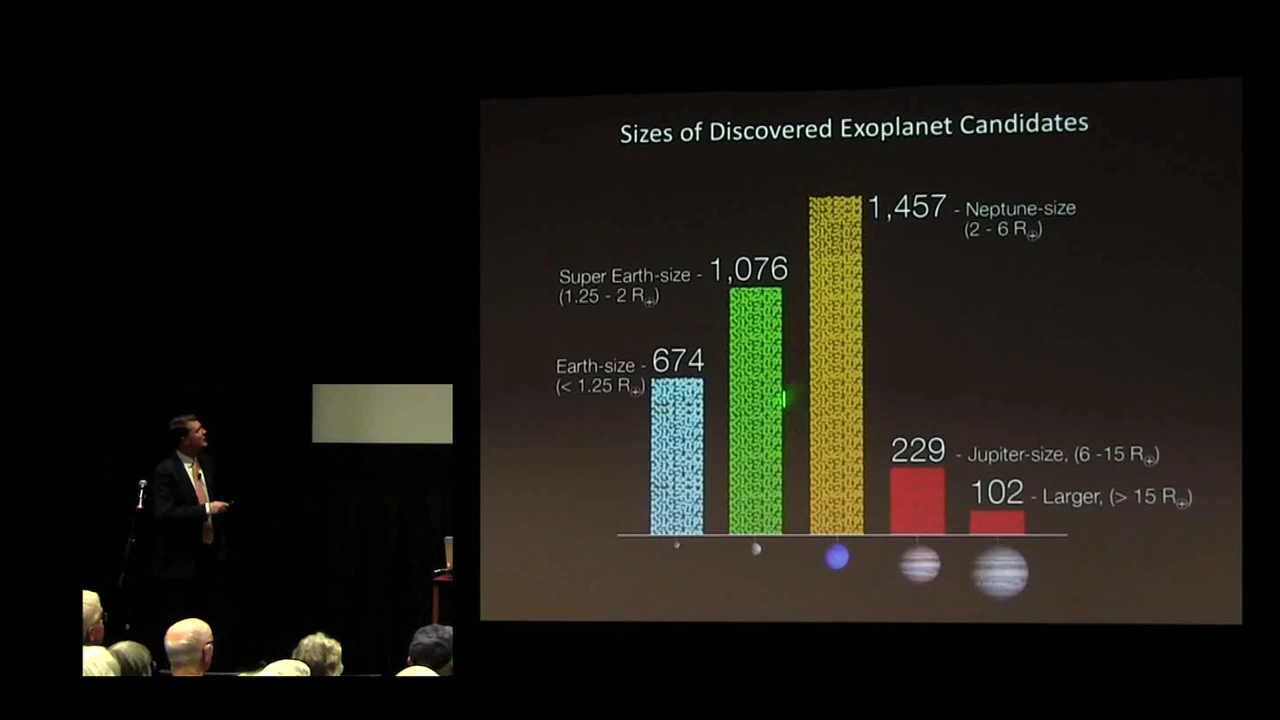 Sizes of Discovered Exoplanet Candidates
1,457 - Neptune-size
(2 - 6 R⊕)
Super Earth-size - 1,076
(1.25 - 2 R⊕)
Earth-size - 674
(< 1.25 R⊕)
229 - Jupiter-size, (6 -15 R⊕)
102 - Larger, (> 15 R⊕)